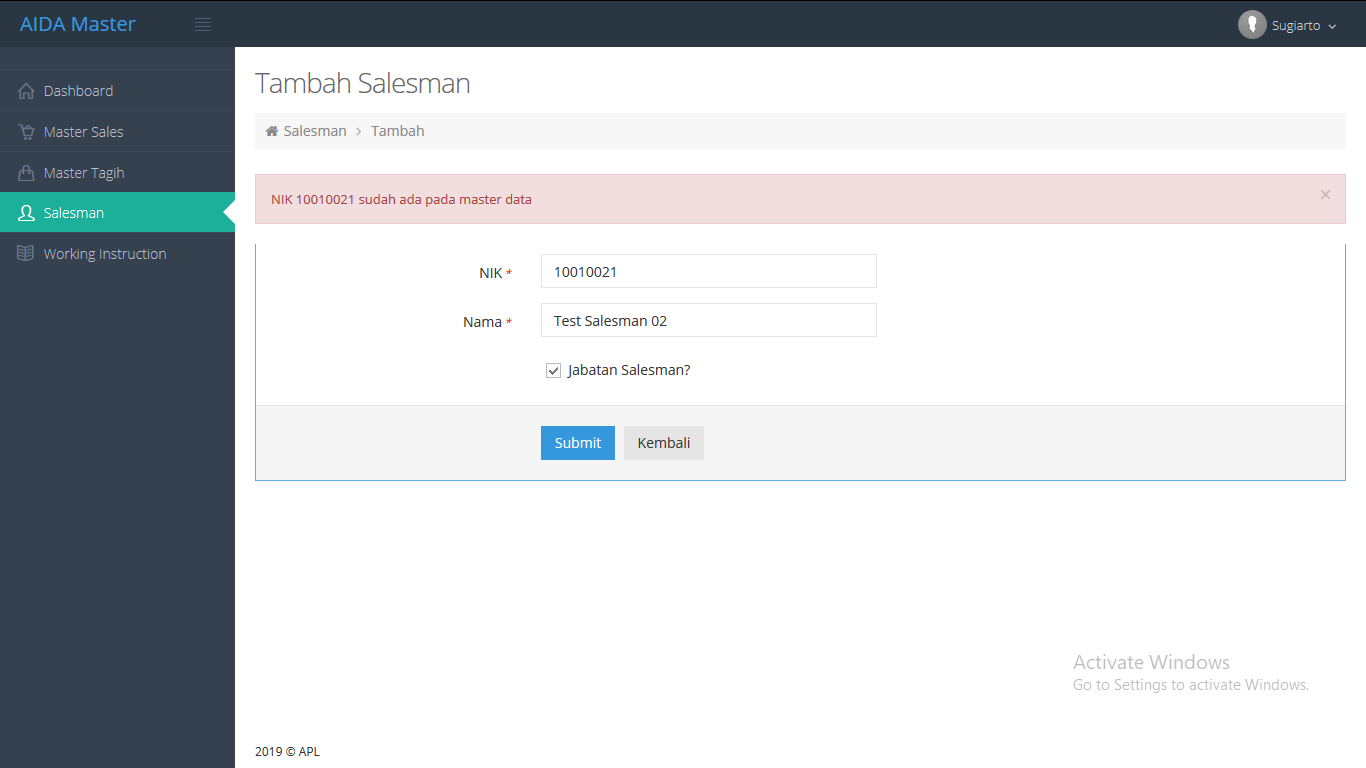 AIDA Master
Sugiarto
Dashboard
Master Sales
Master Tagih
Salesman
Working Instruction
Tambah Salesman
Salesman > Tambah
NIK 10010021 sudah ada pada master data
×
NIK * 10010021
Nama * Test Salesman 02
Jabatan Salesman?
Submit Kembali
Activate Windows
Go to Settings to activate Windows.
2019 © APL